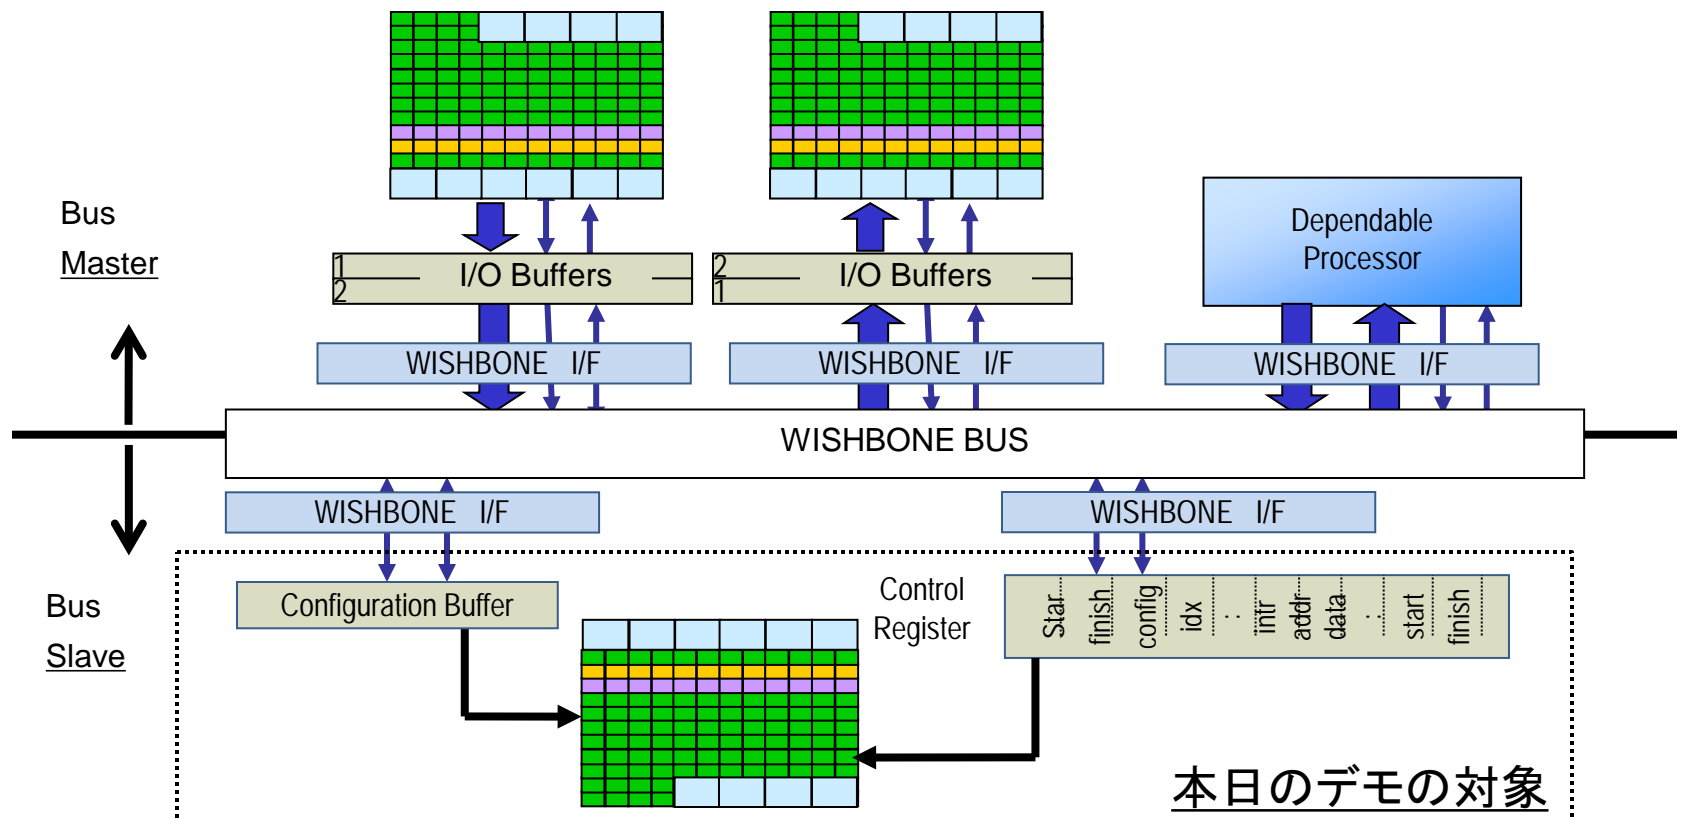 Bus
Master
1
2
I/O Buffers
2
1
I/O Buffers
Dependable
Processor
WISHBONE I/F
WISHBONE I/F
WISHBONE I/F
WISHBONE BUS
WISHBONE I/F
WISHBONE I/F
Bus
Slave
Configuration Buffer
Control
Register
Star
finish
config
idx
..
intr
addr
data
..
start
finish
本日のデモの対象